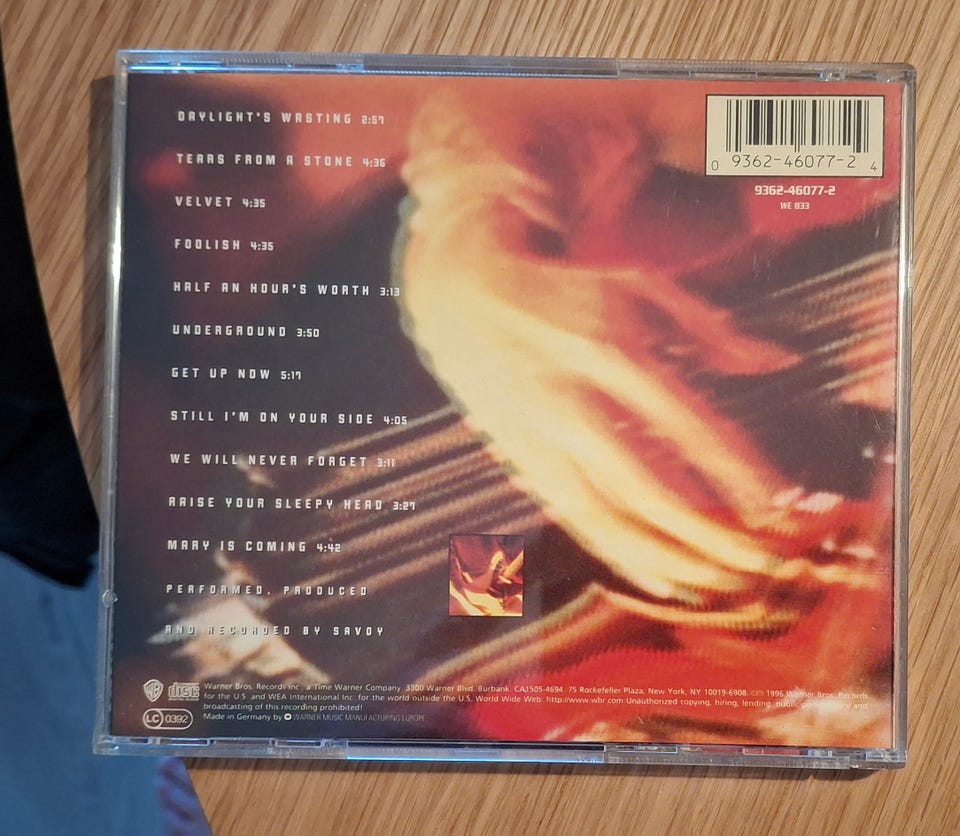 DAYLIGHT'S WASTING 2:57
TEARS FROM A STONE 4:36
VELVET 4:35
FOOLISH 4:35
HALF AN HOUR'S WORTH 3:13
UNDERGROUND 3:50
GET UP NOW 5:17
STILL I'M ON YOUR SIDE 4:05
WE WILL NEVER FORGET 3:11
RAISE YOUR SLEEPY HEAD 3:27
MARY IS COMING 4:42
PERFORMED, PRODUCED
AND RECORDED BY SAVOY
0 9362-46077-2 4
9362-46077-2
WE 833
WB
disc
LC 0392
Warner Bros. Records Inc., a Time Warner Company. 3300 Warner Blvd. Burbank. CA1505-4694. 75 Rockefeller Plaza, New York, NY 10019-6908. ℗© 1996 Warner Bros. Records
for the U.S. and WEA International Inc. for the world outside the U.S. World Wide Web: http://www.wbr.com Unauthorized copying, hiring, lending, public performance and
broadcasting of this recording prohibited!
Made in Germany by WARNER MUSIC MANUFACTURING EUROPE